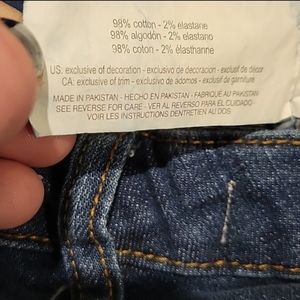 98% cotton - 2% elastane
98% algodón - 2% elastano
98% coton - 2% élasthanne
US: exclusive of decoration - exclusivo de decoracion - exclusif de décor
CA: exclusive of trim - exclusivo de adornos - exclusif de garniture
MADE IN PAKISTAN - HECHO EN PAKISTAN - FABRIQUÉ AU PAKISTAN
SEE REVERSE FOR CARE - VER AL REVERSO PARA EL CUIDADO
VOIR LES INSTRUCTIONS D'ENTRETIEN AU DOS